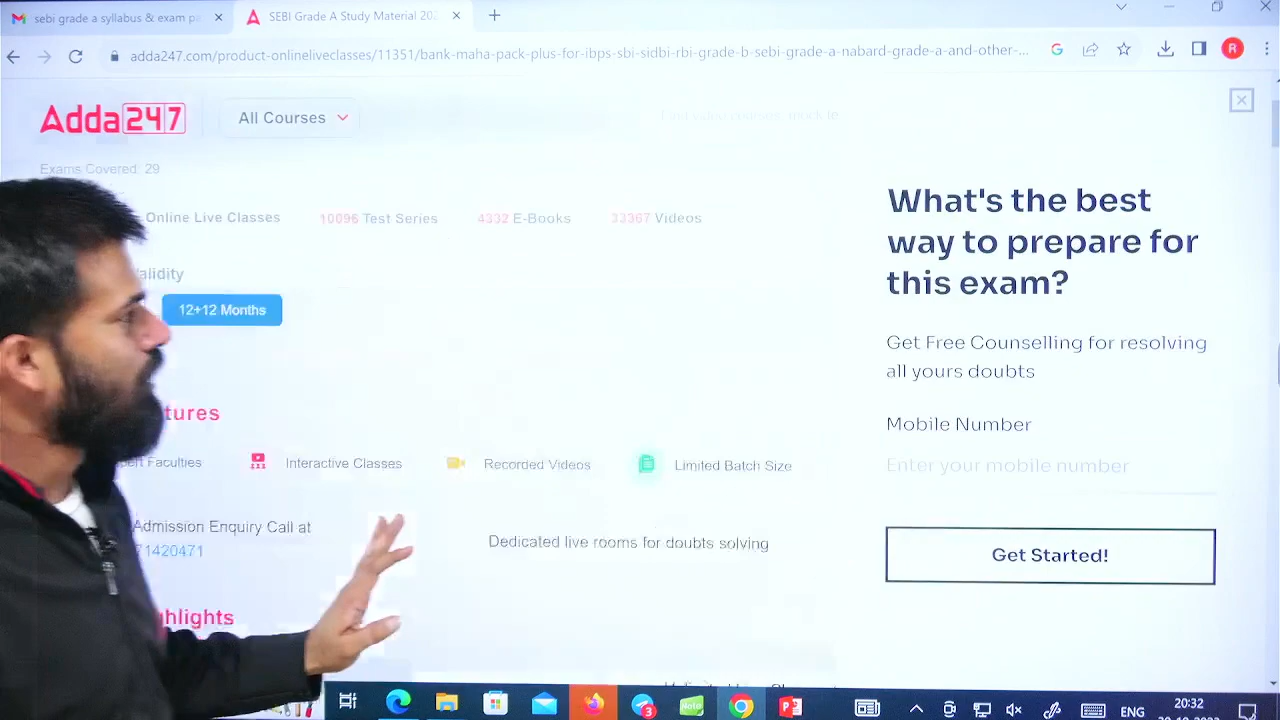 sebi grade a syllabus & exam pa
SEBI Grade A Study Material 202
adda247.com/product-onlineliveclasses/11351/bank-maha-pack-plus-for-ibps-sbi-sidbi-rbi-grade-b-sebi-grade-a-nabard-grade-a-and-other-...
R
Adda247
All Courses
Exams Covered: 29
Online Live Classes
10096 Test Series
4332 E-Books
33367 Videos
alidity
12+12 Months
tures
ert Faculties
Interactive Classes
Recorded Videos
Limited Batch Size
Admission Enquiry Call at
71420471
Dedicated live rooms for doubts solving
ghlights
What's the best
way to prepare for
this exam?
Get Free Counselling for resolving
all yours doubts
Mobile Number
Enter your mobile number
Get Started!
3
ENG
20:32